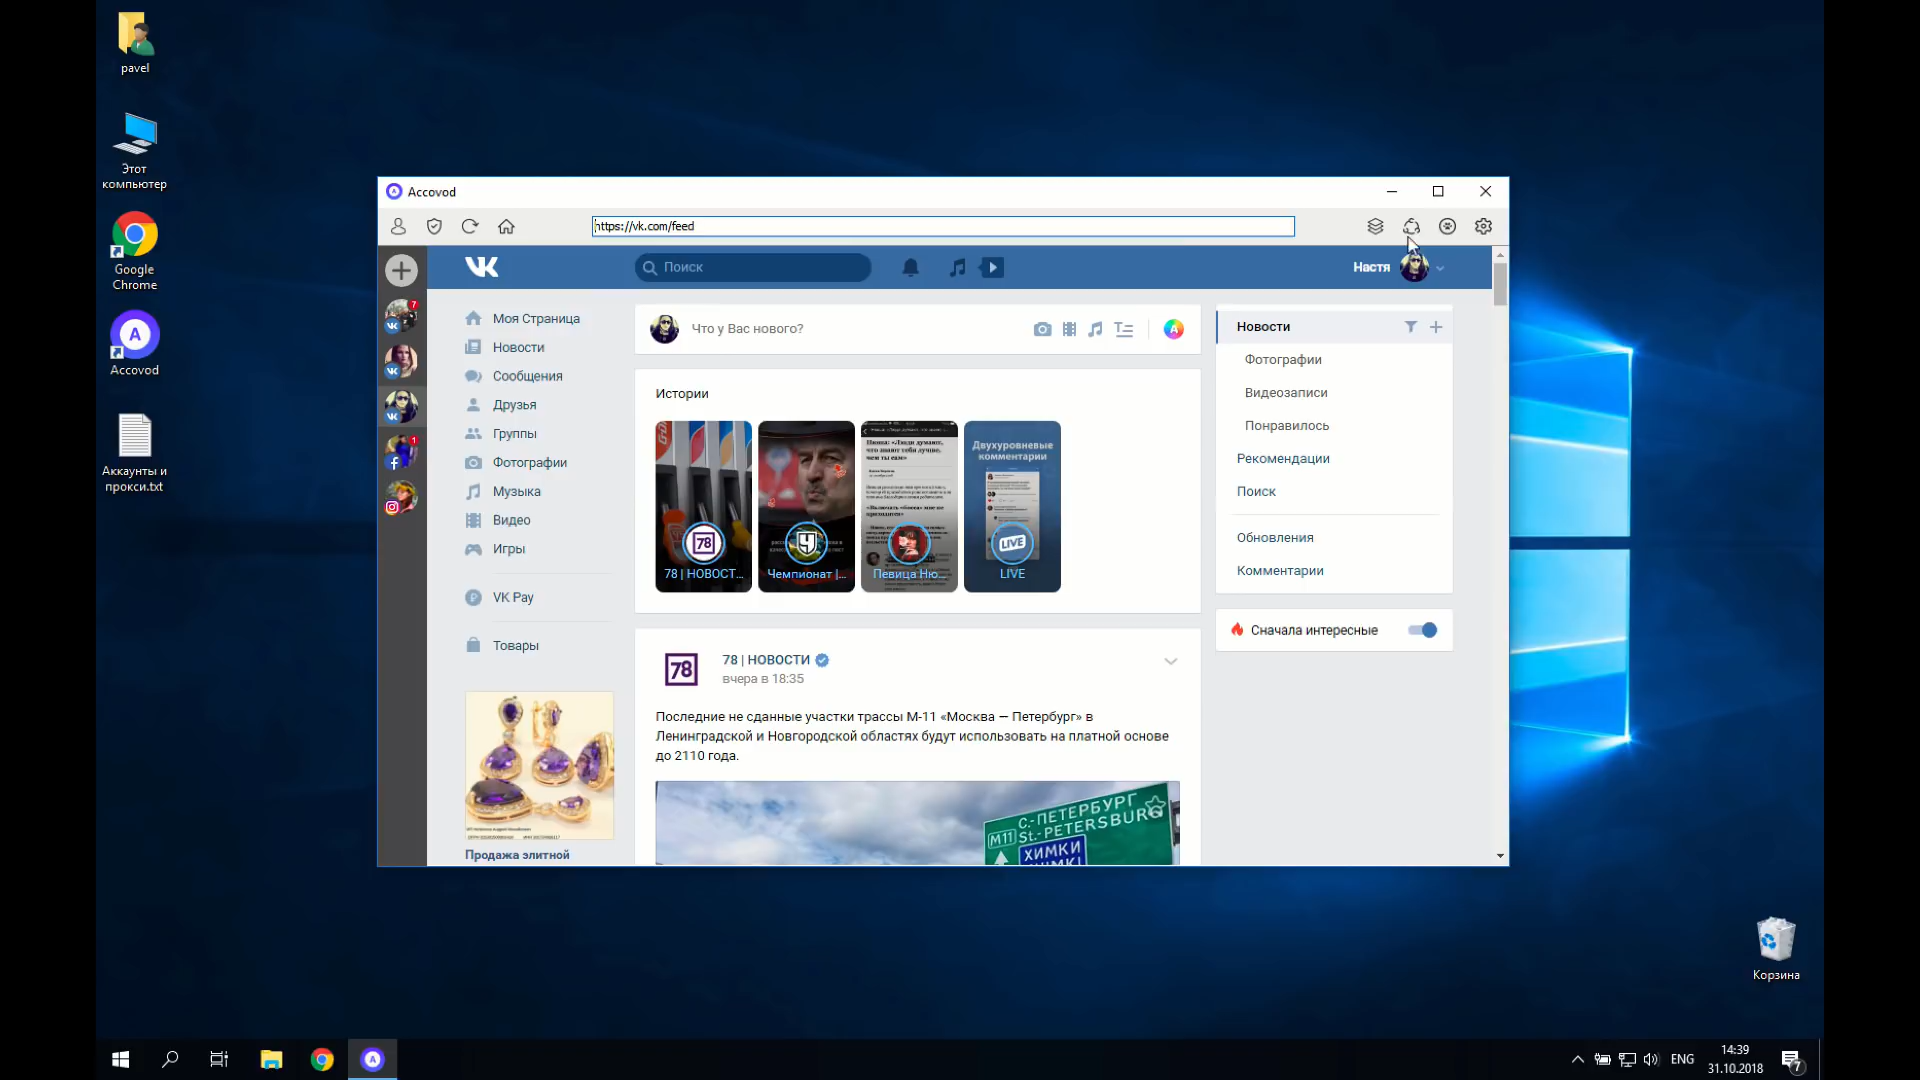 pavel
Этот
компьютер
Google
Chrome
Accovod
Аккаунты и
прокси.txt
Accovod
https://vk.com/feed
Поиск
Настя
7
1
Моя Страница
Новости
Сообщения
Друзья
Группы
Фотографии
Музыка
Видео
Игры
VK Pay
Товары
Продажа элитной
Что у Вас нового?
Истории
78 | НОВОСТ...
Чемпионат |...
Певица Ню...
Двухуровневые
комментарии
LIVE
LIVE
78
78 | НОВОСТИ
вчера в 18:35
Последние не сданные участки трассы М-11 «Москва — Петербург» в
Ленинградской и Новгородской областях будут использовать на платной основе
до 2110 года.
С.-ПЕТЕРБУРГ
M11 St.-PETERSBURG
ХИМКИ
Новости
Фотографии
Видеозаписи
Понравилось
Рекомендации
Поиск
Обновления
Комментарии
Сначала интересные
Корзина
ENG
14:39
31.10.2018
7